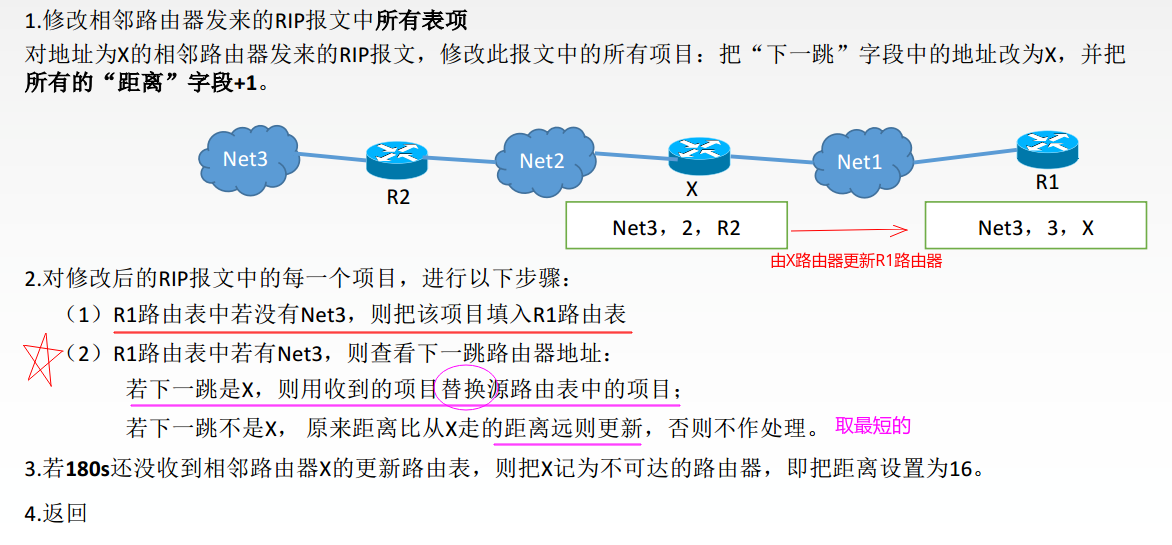 1.修改相邻路由器发来的RIP报文中所有表项
对地址为X的相邻路由器发来的RIP报文，修改此报文中的所有项目：把“下一跳”字段中的地址改为X，并把
所有的“距离”字段+1。
Net3
R2
Net2
X
Net1
R1
Net3，2，R2
Net3，3，X
由X路由器更新R1路由器
2.对修改后的RIP报文中的每一个项目，进行以下步骤：
（1）R1路由表中若没有Net3，则把该项目填入R1路由表
（2）R1路由表中若有Net3，则查看下一跳路由器地址：
若下一跳是X，则用收到的项目替换源路由表中的项目；
若下一跳不是X， 原来距离比从X走的距离远则更新，否则不作处理。 取最短的
3.若180s还没收到相邻路由器X的更新路由表，则把X记为不可达的路由器，即把距离设置为16。
4.返回